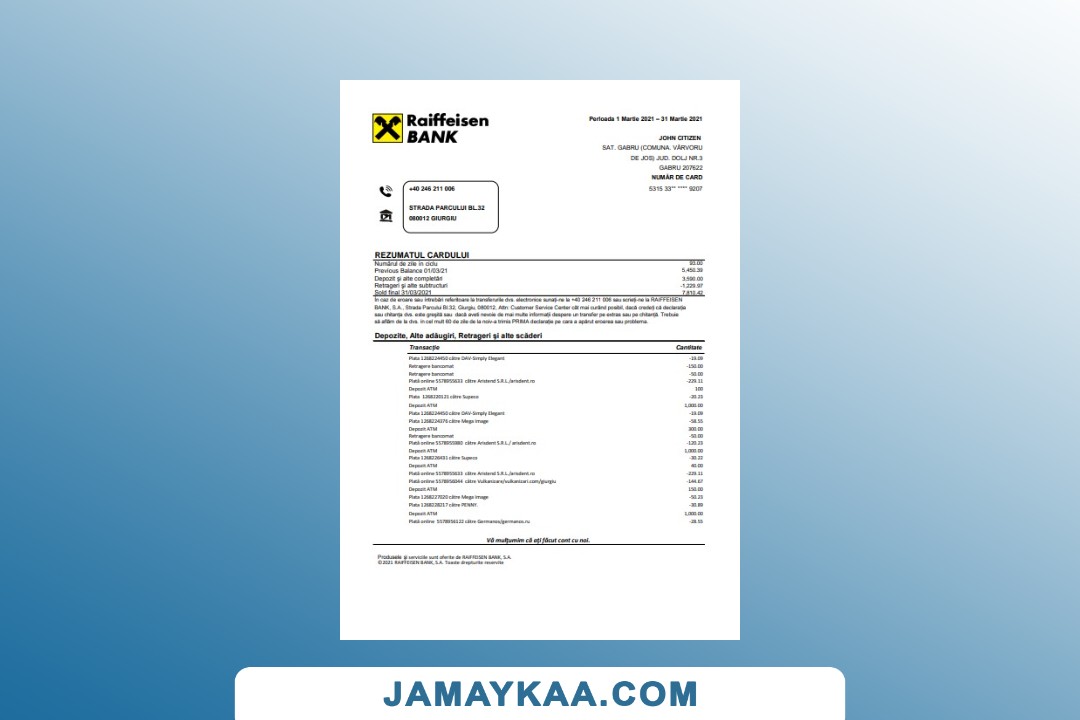 Raiffeisen
BANK
Perioada 1 Martie 2021 – 31 Martie 2021
JOHN CITIZEN
SAT. GABRU (COMUNA. VÂRVORU
DE JOS) JUD. DOLJ NR.3
GABRU 207622
NUMĂR DE CARD
5315 33** **** 9207
+40 246 211 006
STRADA PARCULUI BL.32
080012 GIURGIU
REZUMATUL CARDULUI
Numărul de zile în ciclu 93.00
Previous Balance 01/03/21 5,450.39
Depozit și alte completări 3,590.00
Retrageri și alte subtructuri -1,229.97
Sold final 31/03/2021 7,810.42
În caz de eroare sau întrebări referitoare la transferurile dvs. electronice sunați-ne la +40 246 211 006 sau scrieți-ne la RAIFFEISEN
BANK, S.A., Strada Parcului Bl.32, Giurgiu, 080012. Attn: Customer Service Center cât mai curând posibil, dacă credeți că declarația
sau chitanța dvs. este greșită sau dacă aveți nevoie de mai multe informații despre un transfer pe extras sau pe chitanță. Trebuie
să aflăm de la dvs. în cel mult 60 de zile de la noi-a trimis PRIMA declarație pe care a apărut eroarea sau problema.
Depozite, Alte adăugiri, Retrageri și alte scăderi
Tranzacție Cantitate
Plata 1268224450 către DAV-Simply Elegant -19.09
Retragere bancomat -150.00
Retragere bancomat -50.00
Plată online 5578955633 către Aristend S.R.L./arisdent.ro -229.11
Depozit ATM 100
Plata 1268220121 către Supeco -20.23
Depozit ATM 1,000.00
Plata 1268224450 către DAV-Simply Elegant -19.09
Plata 1268224376 către Mega Image -58.55
Depozit ATM 300.00
Retragere bancomat -50.00
Plată online 5578955980 către Arisdent S.R.L./ arisdent ro -120.23
Depozit ATM 1,000.00
Plata 1268226431 către Supeco -30.22
Depozit ATM 40.00
Plată online 5578955633 către Aristend S.R.L./arisdent.ro -229.11
Plată online 5578956044 către Vulkanizare/vulkanizari.com/giurgiu -144.67
Depozit ATM 150.00
Plata 1268227020 către Mega Image -50.23
Plata 1268228217 către PENNY. -30.89
Depozit ATM 1,000.00
Plată online 5578956122 către Germanos/germanos.ro -28.55
Vă mulțumim că ați făcut cont cu noi.
Produsele și serviciile sunt oferite de RAIFFEISEN BANK, S.A.
©2021 RAIFFEISEN BANK, S.A. Toate drepturile rezervate
JAMAYKAA.COM